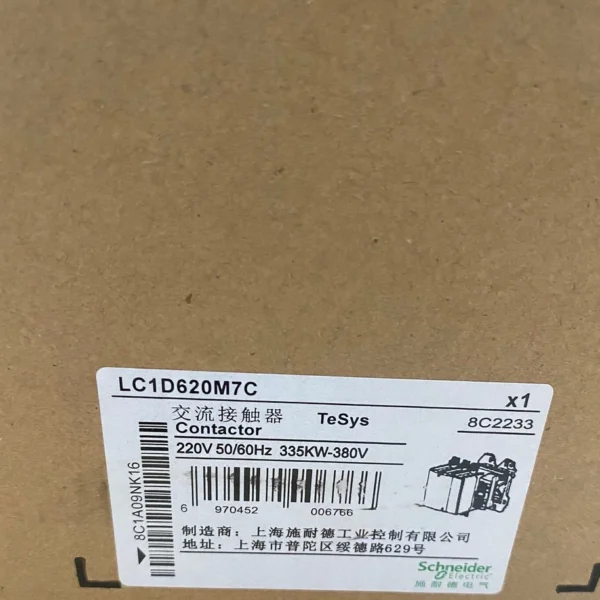 LC1D620M7C
x1
交流接触器 TeSys 8C2233
Contactor
220V 50/60Hz 335KW-380V
8C1A09NK16
6 970452 006766
制造商：上海施耐德工业控制有限公司
地址：上海市普陀区绥德路629号
Schneider
Electric
施耐德电气